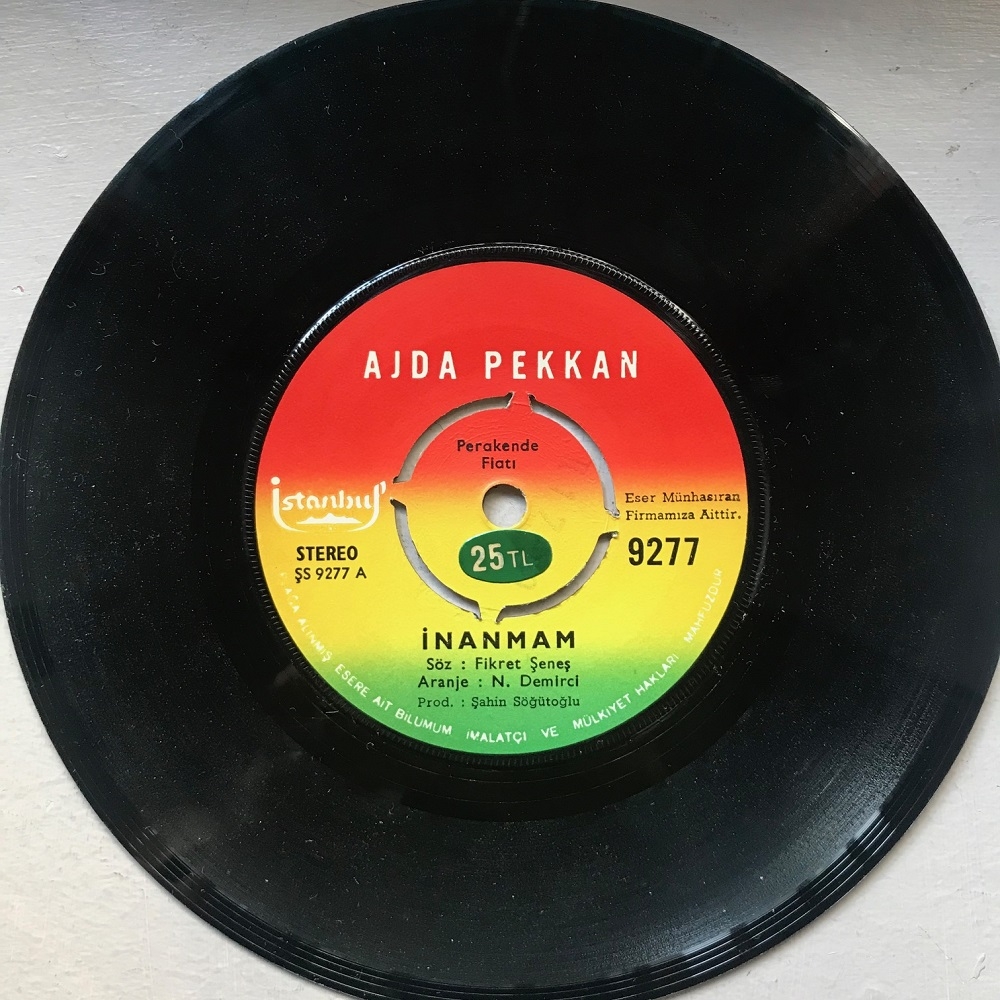 AJDA PEKKAN
Perakende
Fiatı
İstanbul
Eser Münhasıran
Firmamıza Aittir.
STEREO
ŞS 9277 A
25 TL
9277
İNANMAM
Söz : Fikret Şeneş
Aranje : N. Demirci
Prod. : Şahin Söğütoğlu
ALINMIŞ ESERE AİT BİLUMUM İMALATÇI VE MÜLKİYET HAKLARI MAHFUZDUR